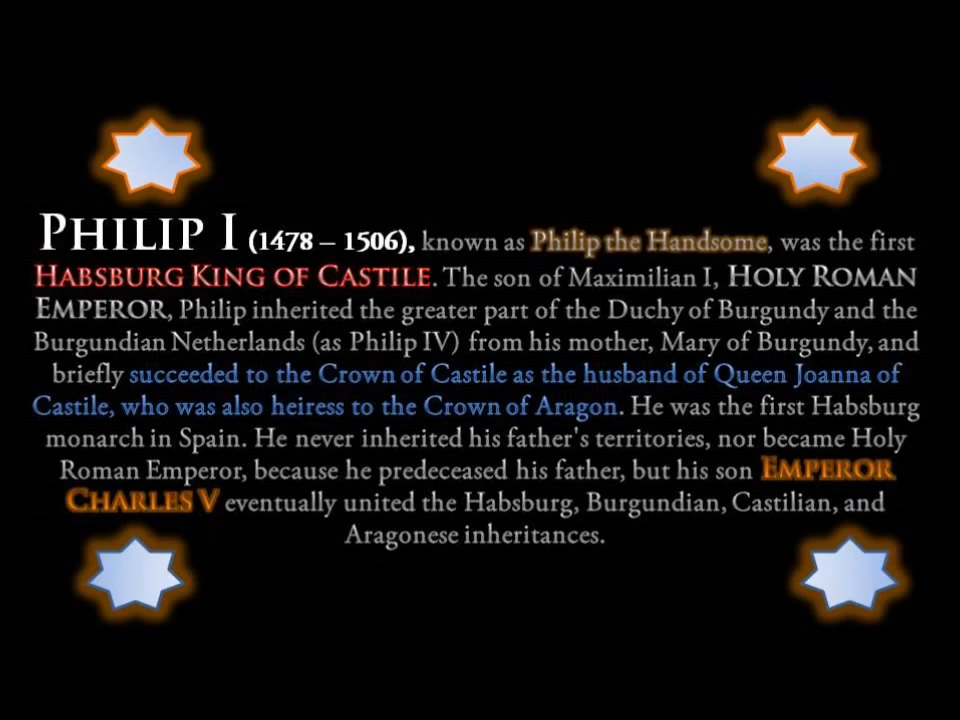 PHILIP I (1478 – 1506), known as Philip the Handsome, was the first
HABSBURG KING OF CASTILE. The son of Maximilian I, HOLY ROMAN
EMPEROR, Philip inherited the greater part of the Duchy of Burgundy and the
Burgundian Netherlands (as Philip IV) from his mother, Mary of Burgundy, and
briefly succeeded to the Crown of Castile as the husband of Queen Joanna of
Castile, who was also heiress to the Crown of Aragon. He was the first Habsburg
monarch in Spain. He never inherited his father's territories, nor became Holy
Roman Emperor, because he predeceased his father, but his son EMPEROR
CHARLES V eventually united the Habsburg, Burgundian, Castilian, and
Aragonese inheritances.